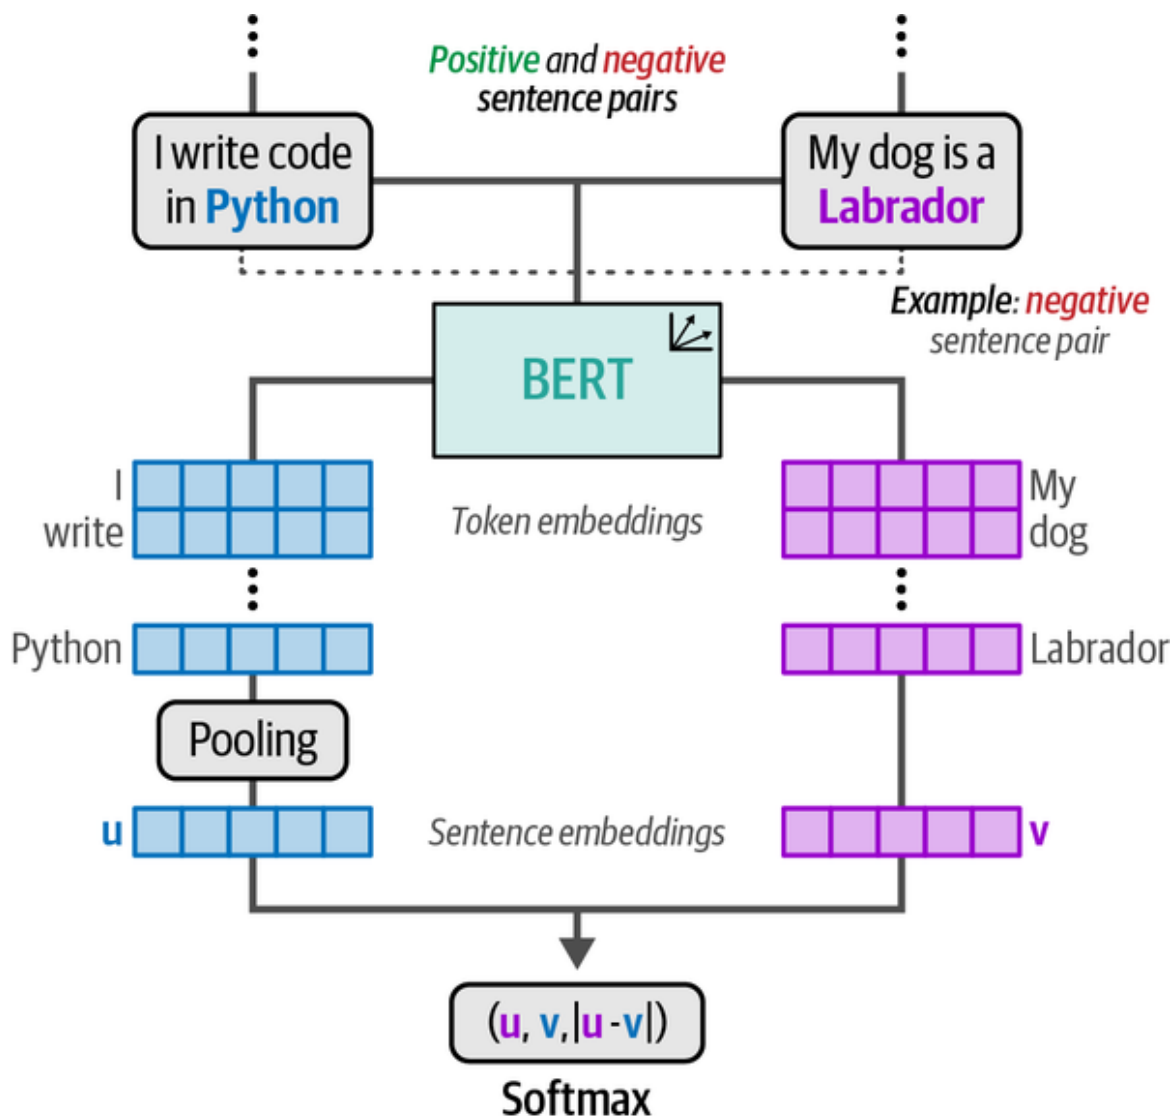 Positive and negative
sentence pairs
I write code
in Python
My dog is a
Labrador
Example: negative
sentence pair
BERT
I
write
Token embeddings
My
dog
Python
Labrador
Pooling
u
Sentence embeddings
v
(u, v, |u - v|)
Softmax